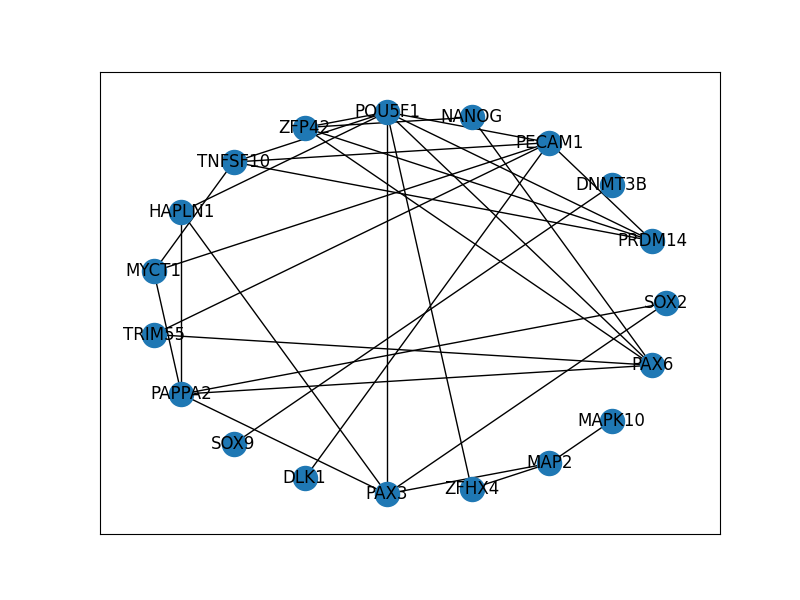 POU5F1
NANOG
ZFP42
PECAM1
TNFSF10
DNMT3B
HAPLN1
PRDM14
MYCT1
SOX2
TRIM55
PAX6
PAPPA2
MAPK10
SOX9
MAP2
DLK1
ZFHX4
PAX3